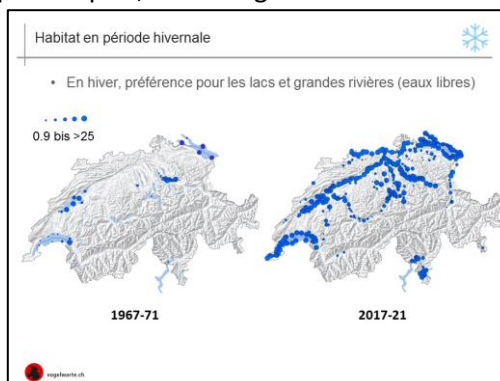 Habitat en période hivernale
• En hiver, préférence pour les lacs et grandes rivières (eaux libres)
0.9 bis >25
1967-71
2017-21
vogelwarte.ch